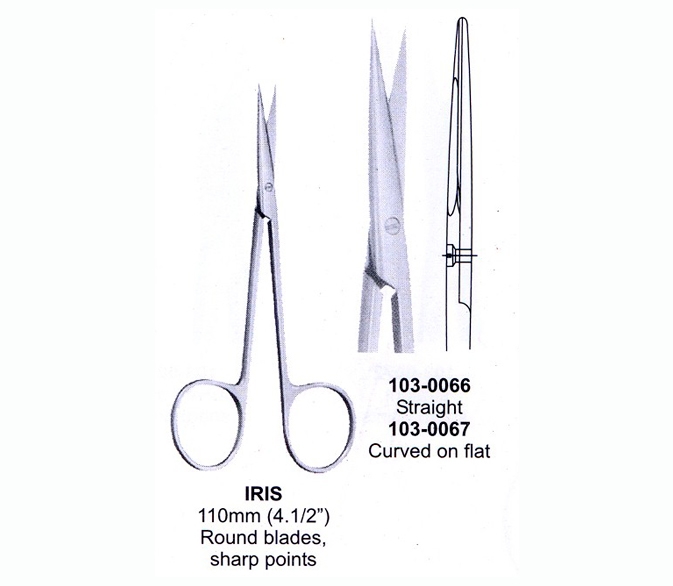 103-0066
Straight
103-0067
Curved on flat
IRIS
110mm (4.1/2")
Round blades,
sharp points